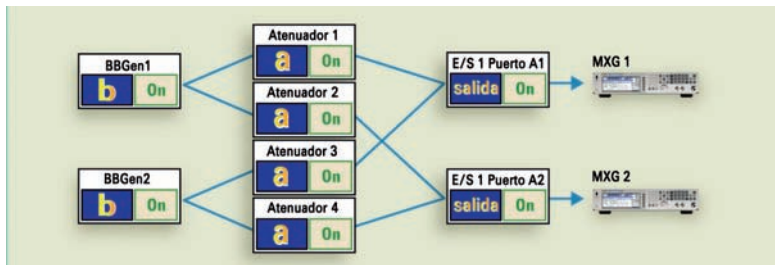 BBGen1
b On
BBGen2
b On
Atenuador 1
a On
Atenuador 2
a On
Atenuador 3
a On
Atenuador 4
a On
E/S 1 Puerto A1
salida On
E/S 1 Puerto A2
salida On
MXG 1
MXG 2